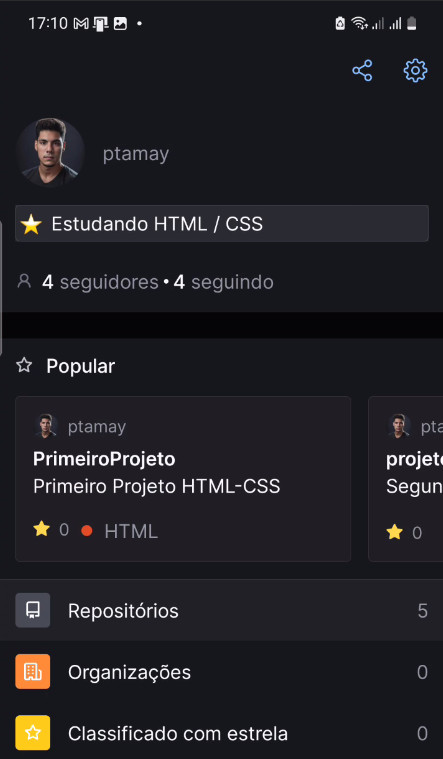 17:10
ptamay
Estudando HTML / CSS
4 seguidores • 4 seguindo
Popular
ptamay
PrimeiroProjeto
Primeiro Projeto HTML-CSS
0 HTML
pta
projet
Segun
0
Repositórios 5
Organizações 0
Classificado com estrela 0